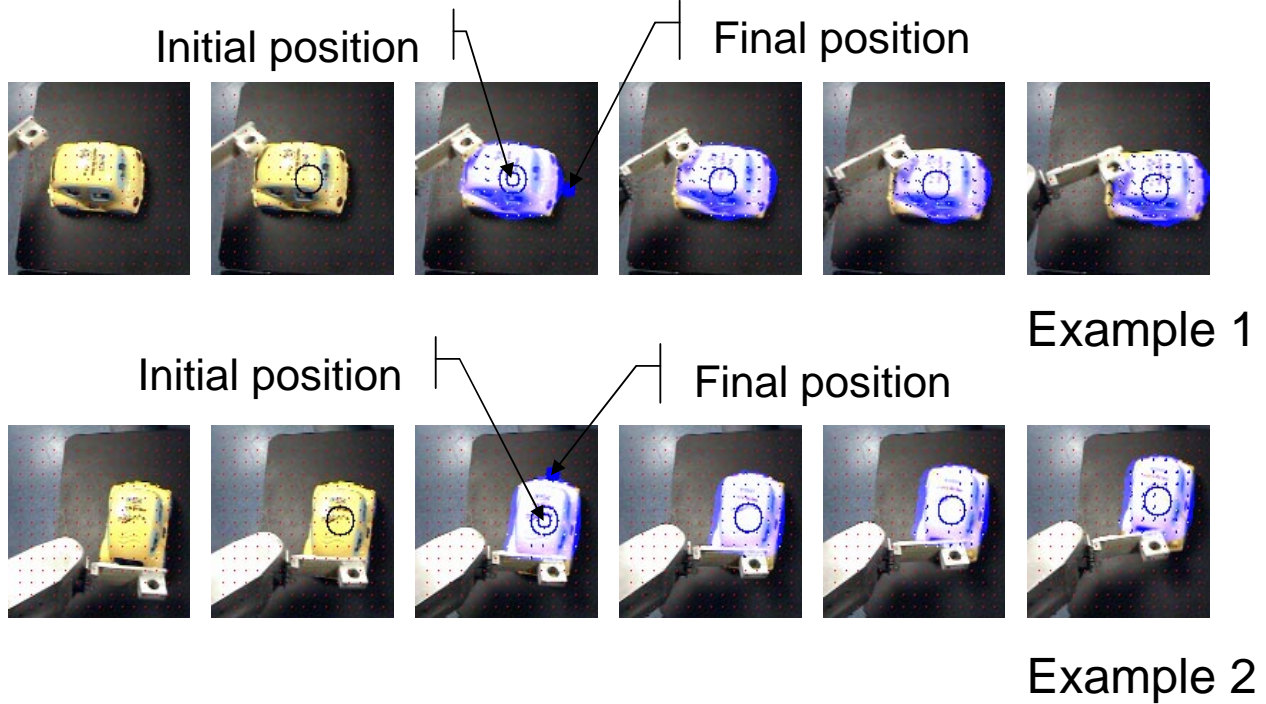 Initial position
Final position
Example 1
Initial position
Final position
Example 2